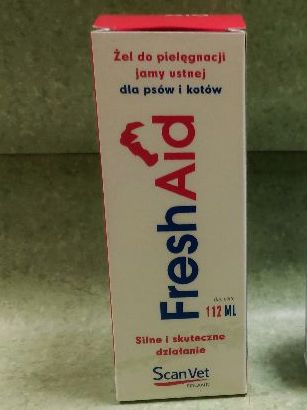 Żel do pielęgnacji
jamy ustnej
dla psów i kotów
FreshAid
112 ML
Silne i skuteczne
działanie
ScanVet